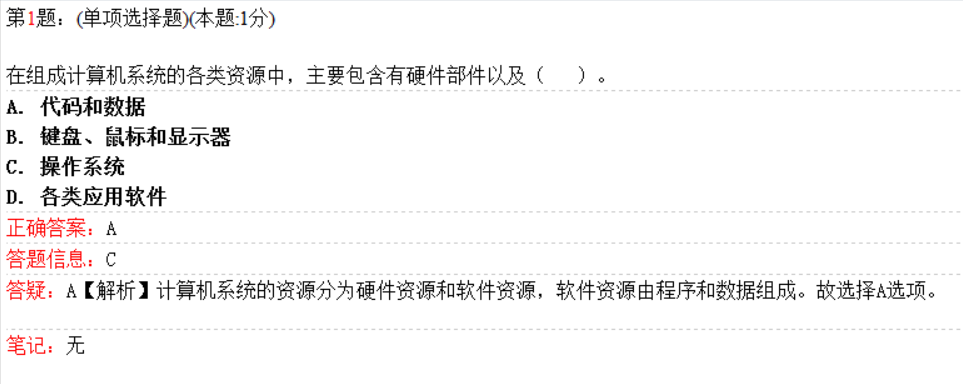 第1题：(单项选择题)(本题:1分)
在组成计算机系统的各类资源中，主要包含有硬件部件以及（　　）。
A. 代码和数据
B. 键盘、鼠标和显示器
C. 操作系统
D. 各类应用软件
正确答案：A
答题信息：C
答疑：A【解析】计算机系统的资源分为硬件资源和软件资源，软件资源由程序和数据组成。故选择A选项。
笔记：无